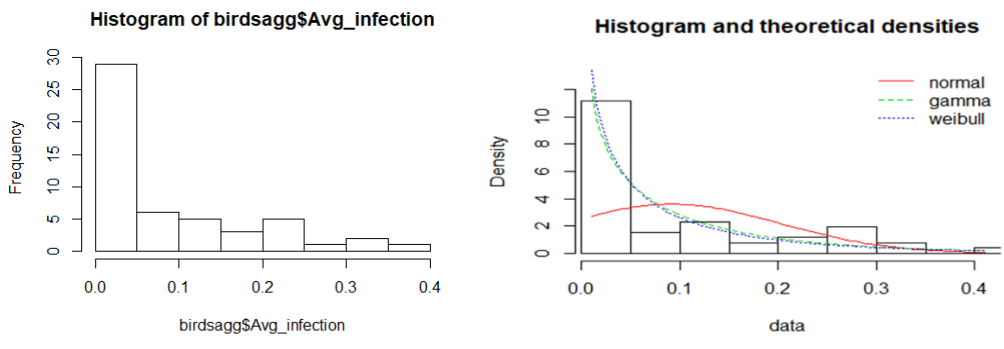 Histogram of birdsagg$Avg_infection
Frequency
30
25
20
15
10
5
0
0.0 0.1 0.2 0.3 0.4
birdsagg$Avg_infection
Histogram and theoretical densities
normal
gamma
weibull
Density
10
8
6
4
2
0
0.0 0.1 0.2 0.3 0.4
data